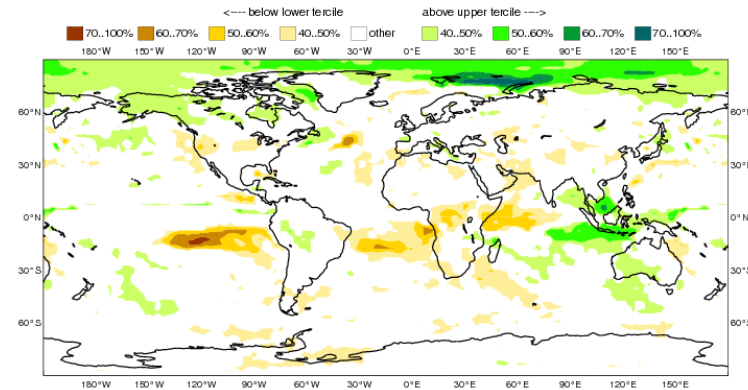 <---- below lower tercile above upper tercile ---->
70..100% 60..70% 50..60% 40..50% other 40..50% 50..60% 60..70% 70..100%
180°W 150°W 120°W 90°W 60°W 30°W 0°E 30°E 60°E 90°E 120°E 150°E
60°N 60°N
30°N 30°N
0°N 0°N
30°S 30°S
60°S 60°S
180°W 150°W 120°W 90°W 60°W 30°W 0°E 30°E 60°E 90°E 120°E 150°E